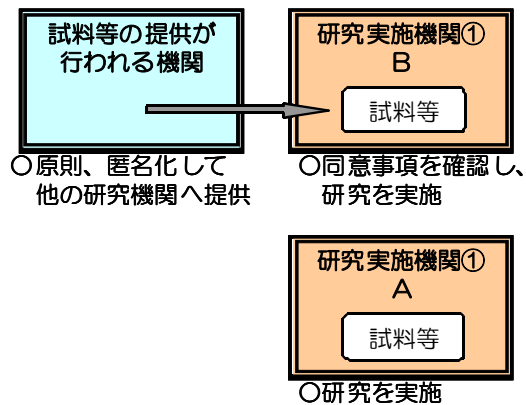 試料等の提供が
行われる機関
○原則、匿名化して
他の研究機関へ提供
研究実施機関①
B
試料等
○同意事項を確認し、
研究を実施
研究実施機関①
A
試料等
○研究を実施